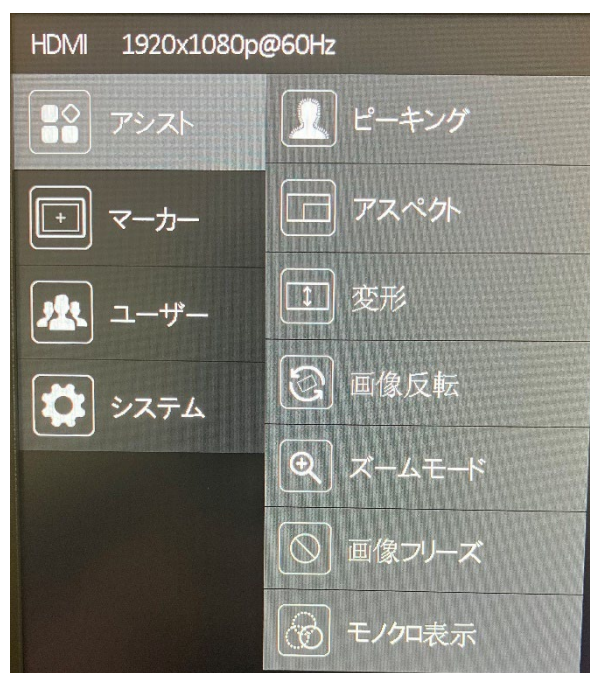 HDMI 1920x1080p@60Hz
アシスト
マーカー
ユーザー
システム
ピーキング
アスペクト
変形
画像反転
ズームモード
画像フリーズ
モノクロ表示